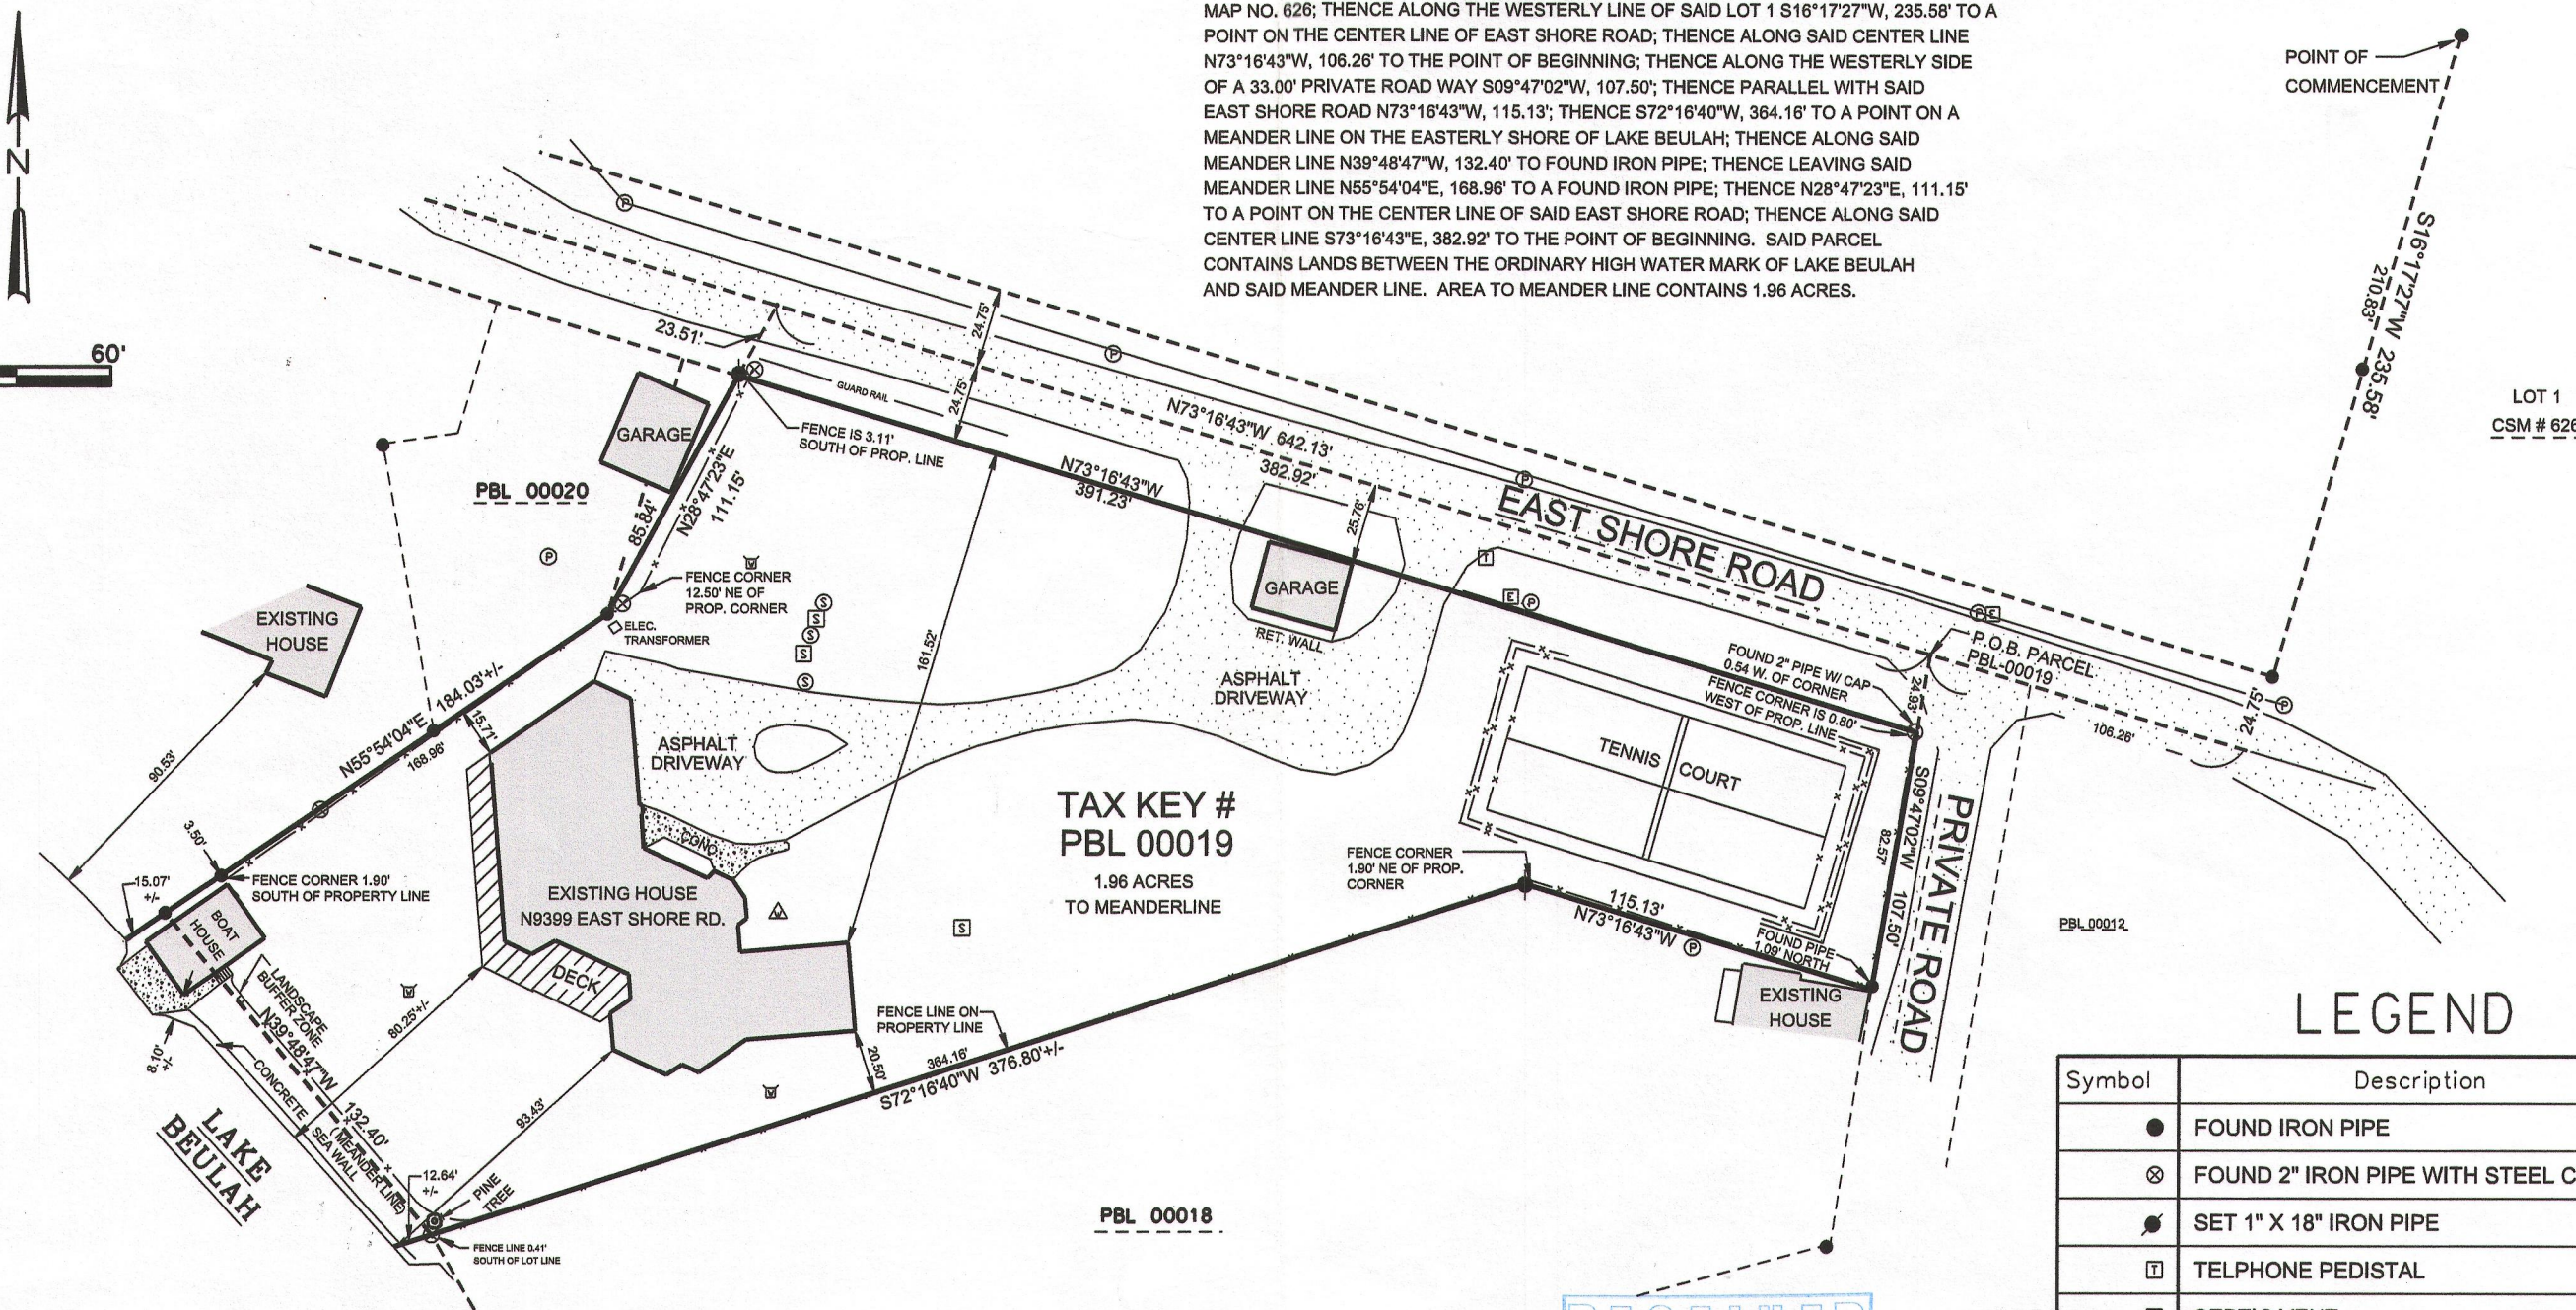 MAP NO. 626; THENCE ALONG THE WESTERLY LINE OF SAID LOT 1 S16°17'27"W, 235.58' TO A
POINT ON THE CENTER LINE OF EAST SHORE ROAD; THENCE ALONG SAID CENTER LINE
N73°16'43"W, 106.26' TO THE POINT OF BEGINNING; THENCE ALONG THE WESTERLY SIDE
OF A 33.00' PRIVATE ROAD WAY S09°47'02"W, 107.50'; THENCE PARALLEL WITH SAID
EAST SHORE ROAD N73°16'43"W, 115.13'; THENCE S72°16'40"W, 364.16' TO A POINT ON A
MEANDER LINE ON THE EASTERLY SHORE OF LAKE BEULAH; THENCE ALONG SAID
MEANDER LINE N39°48'47"W, 132.40' TO FOUND IRON PIPE; THENCE LEAVING SAID
MEANDER LINE N55°54'04"E, 168.96' TO A FOUND IRON PIPE; THENCE N28°47'23"E, 111.15'
TO A POINT ON THE CENTER LINE OF SAID EAST SHORE ROAD; THENCE ALONG SAID
CENTER LINE S73°16'43"E, 382.92' TO THE POINT OF BEGINNING. SAID PARCEL
CONTAINS LANDS BETWEEN THE ORDINARY HIGH WATER MARK OF LAKE BEULAH
AND SAID MEANDER LINE. AREA TO MEANDER LINE CONTAINS 1.96 ACRES.
POINT OF
COMMENCEMENT
S16°17'27"W 235.58'
210.83'
LOT 1
CSM # 626
N
60'
23.51'
24.75'
24.75'
GUARD RAIL
GARAGE
FENCE IS 3.11'
SOUTH OF PROP. LINE
N73°16'43"W 642.13'
382.92'
N73°16'43"W
391.23'
25.76'
EAST SHORE ROAD
PBL 00020
85.84'
N28°47'23"E
111.15'
P
FENCE CORNER
12.50' NE OF
PROP. CORNER
ELEC.
TRANSFORMER
S
S
S
S
S
161.52'
GARAGE
RET. WALL
T
E P
P E
P.O.B. PARCEL
PBL-00019
FOUND 2" PIPE W/ CAP
0.54 W. OF CORNER
FENCE CORNER IS 0.80'
WEST OF PROP. LINE
24.93'
24.75'
106.26'
EXISTING
HOUSE
N55°54'04"E 184.03'+/-
168.96'
15.71'
90.53'
3.50'
15.07'
+/-
ASPHALT
DRIVEWAY
ASPHALT
DRIVEWAY
TENNIS COURT
S09°47'02"W 107.50'
82.57'
PRIVATE ROAD
TAX KEY #
PBL 00019
1.96 ACRES
TO MEANDERLINE
CONC
FENCE CORNER
1.90' NE OF PROP.
CORNER
FENCE CORNER 1.90'
SOUTH OF PROPERTY LINE
EXISTING HOUSE
N9399 EAST SHORE RD.
BOAT
HOUSE
115.13'
N73°16'43"W
FOUND PIPE
1.09' NORTH
PBL 00012
DECK
LANDSCAPE
BUFFER ZONE
N39°48'47"W
132.40'
(MEANDER LINE)
CONCRETE
SEA WALL
8.10'
+/-
80.25'+/-
93.43'
FENCE LINE ON
PROPERTY LINE
20.50'
364.16'
S72°16'40"W 376.80'+/-
EXISTING
HOUSE
LAKE
BEULAH
12.64'
+/-
PINE
TREE
FENCE LINE 0.41'
SOUTH OF LOT LINE
PBL 00018
LEGEND
Symbol Description
FOUND IRON PIPE
FOUND 2" IRON PIPE WITH STEEL C
SET 1" X 18" IRON PIPE
T TELPHONE PEDISTAL